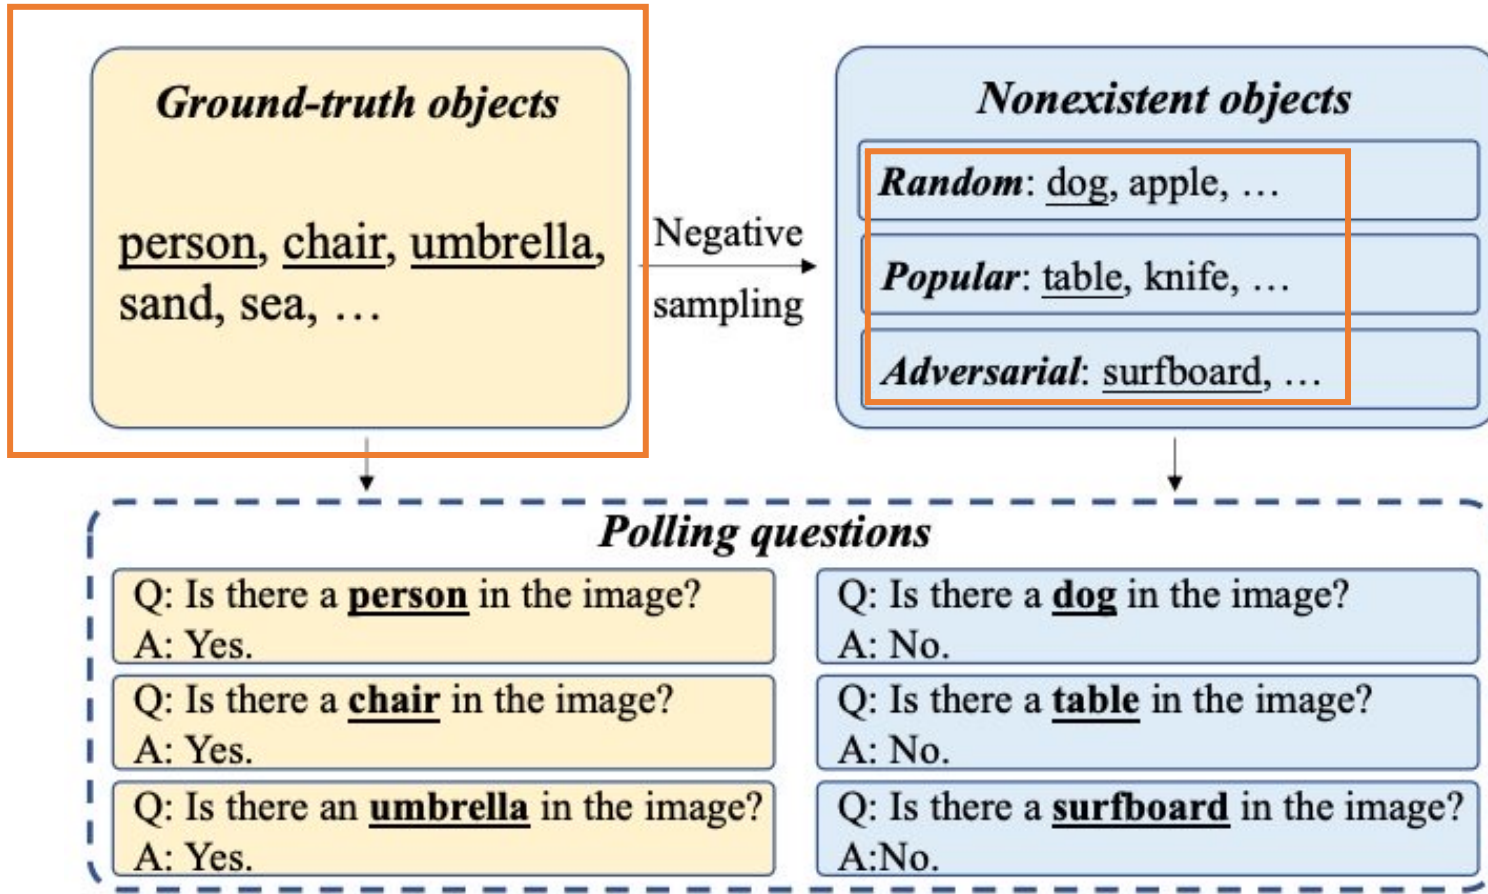 Ground-truth objects
person, chair, umbrella,
sand, sea, …
Negative
sampling
Nonexistent objects
Random: dog, apple, …
Popular: table, knife, …
Adversarial: surfboard, …
Polling questions
Q: Is there a person in the image?
A: Yes.
Q: Is there a chair in the image?
A: Yes.
Q: Is there an umbrella in the image?
A: Yes.
Q: Is there a dog in the image?
A: No.
Q: Is there a table in the image?
A: No.
Q: Is there a surfboard in the image?
A:No.